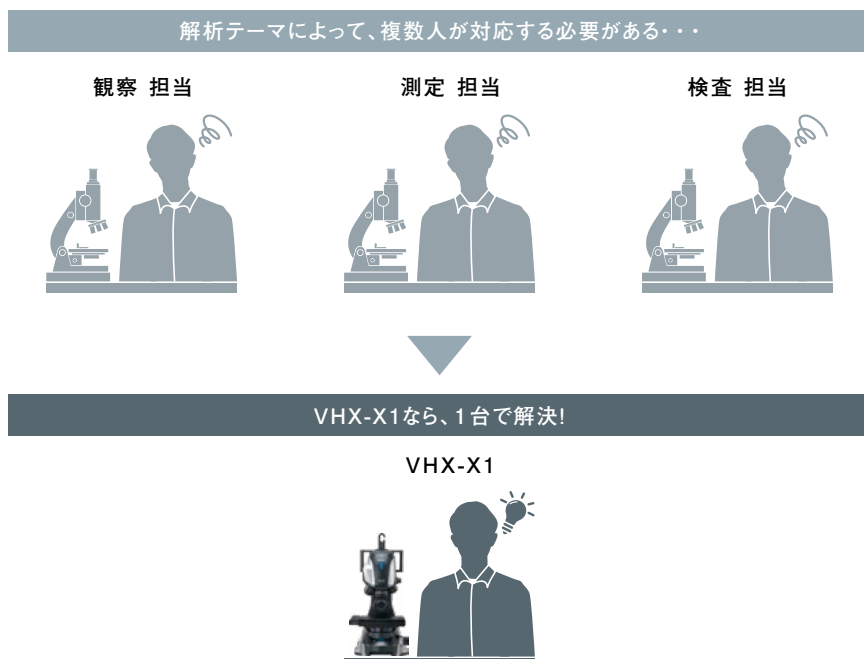 解析テーマによって、複数人が対応する必要がある・・・
観察 担当
測定 担当
検査 担当
VHX-X1なら、1台で解決!
VHX-X1